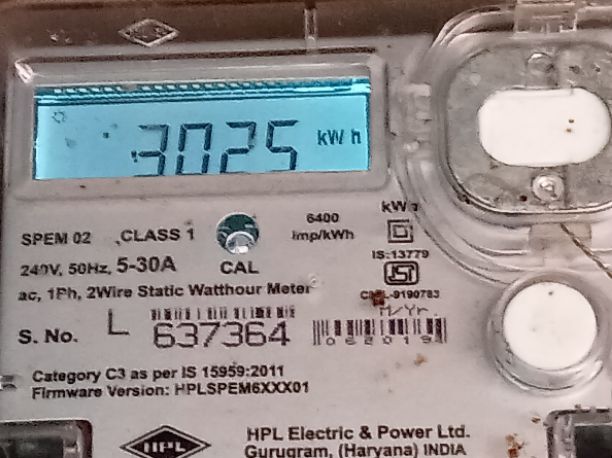 3025 kWh
6400
SPEM 02 CLASS 1 Imp/kWh
IS:13779
240V, 50Hz, 5-30A CAL
ac, 1Ph, 2Wire Static Watthour Meter
M/Yr.
S. No. L 637364 062019
Category C3 as per IS 15959:2011
Firmware Version: HPLSPEM6XXX01
HPL HPL Electric & Power Ltd.
Gurugram, (Haryana) INDIA